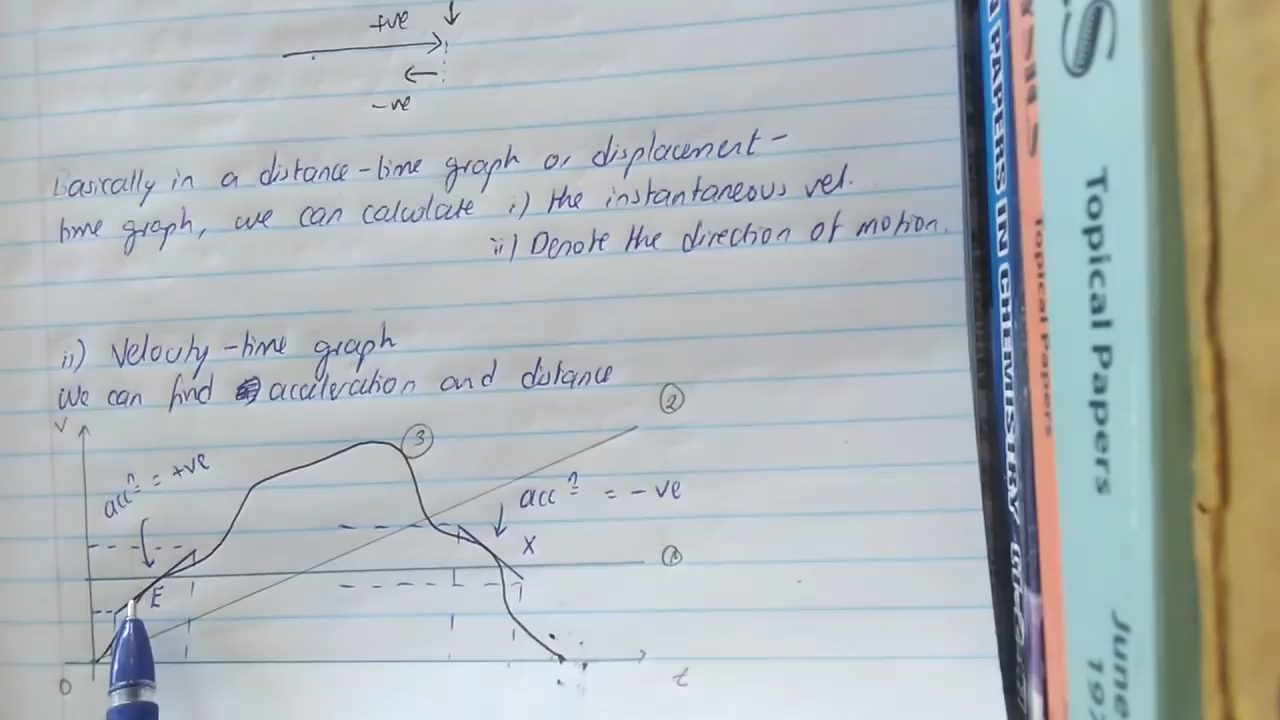 +ve
-ve
Basically in a distance-time graph or displacement-
time graph, we can calculate i) the instantaneous vel.
ii) Denote the direction of motion.
ii) Velocity-time graph
We can find acceleration and distance
V
accⁿ = +ve
3
2
accⁿ = -ve
X
1
E
0
t
PAPERS IN CHEMISTRY
Topical Papers
Topical Papers
June